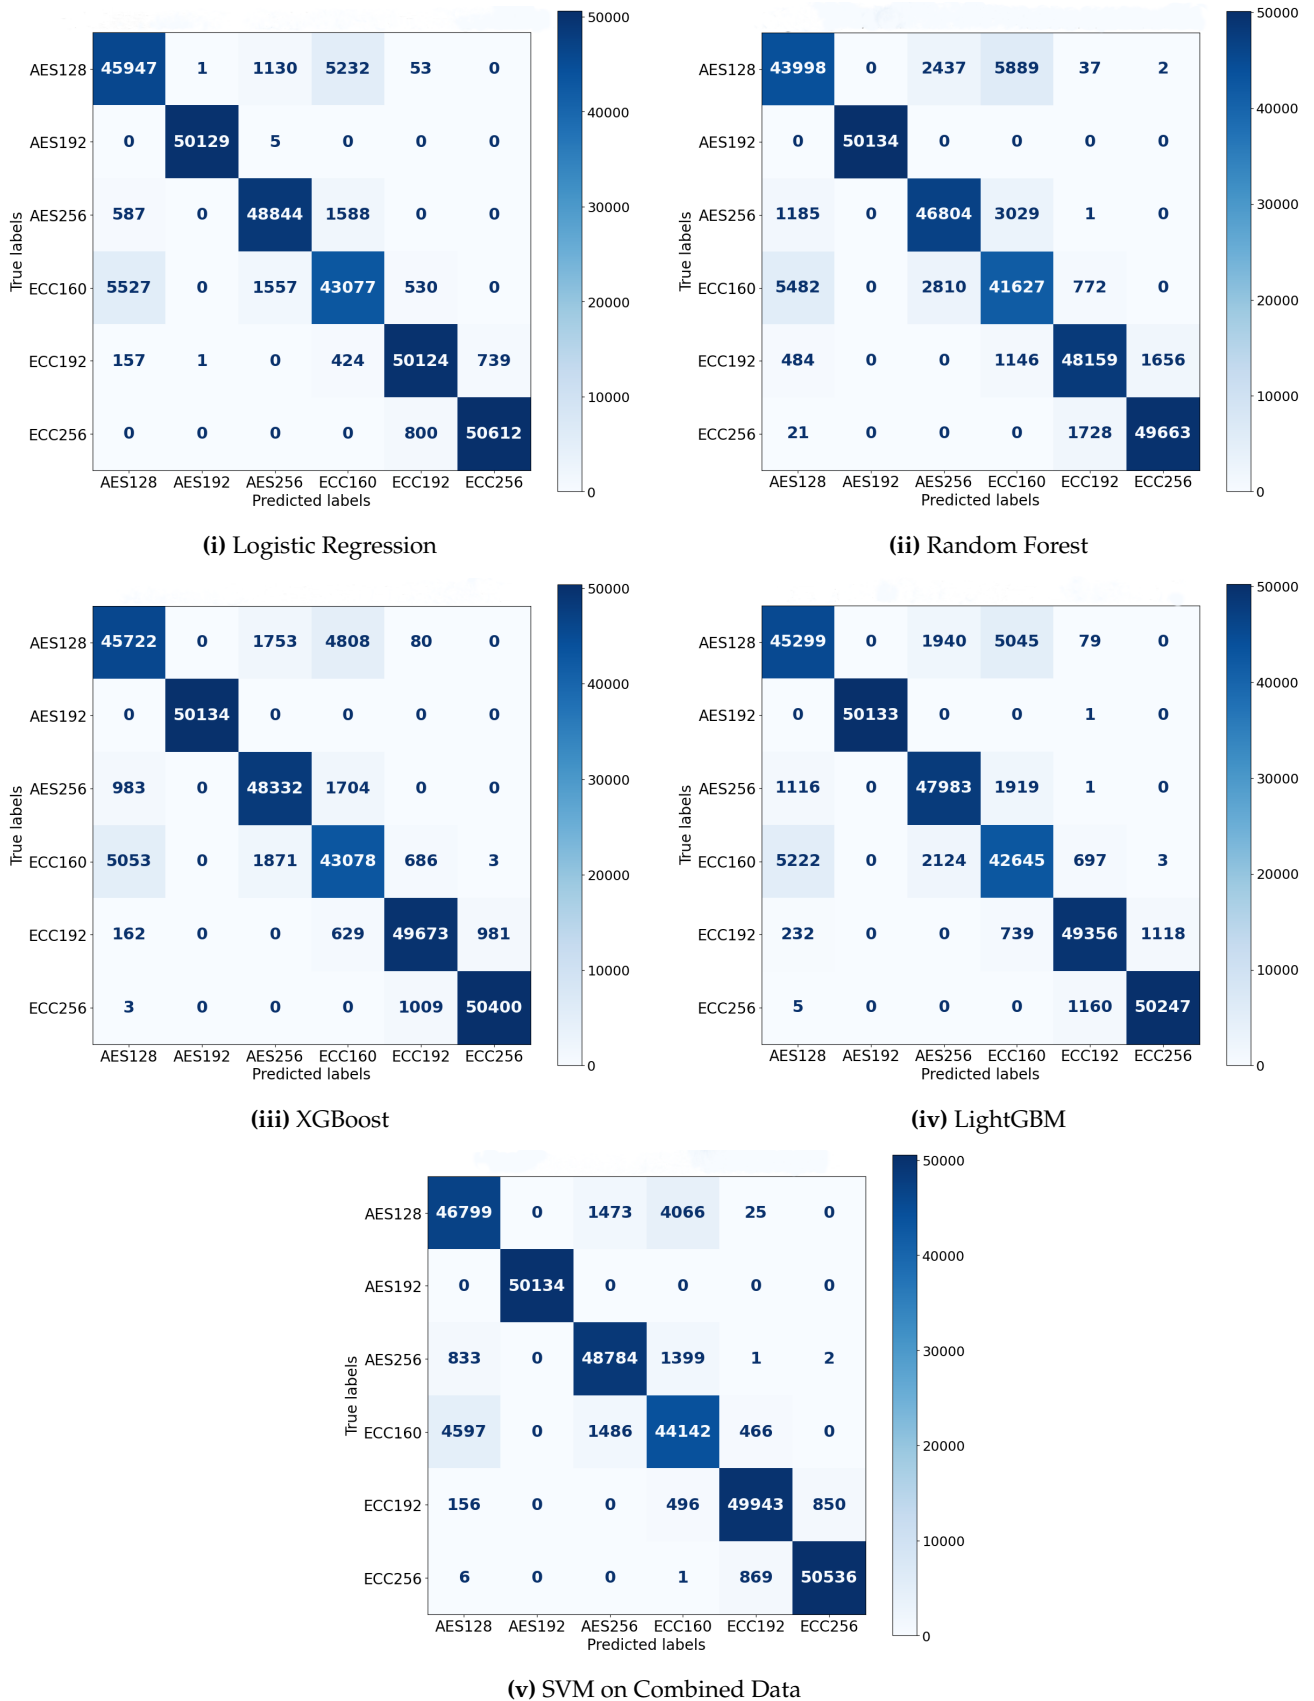 50000
40000
30000
20000
10000
0
True labels
AES128 45947 1 1130 5232 53 0
AES192 0 50129 5 0 0 0
AES256 587 0 48844 1588 0 0
ECC160 5527 0 1557 43077 530 0
ECC192 157 1 0 424 50124 739
ECC256 0 0 0 0 800 50612
AES128 AES192 AES256 ECC160 ECC192 ECC256
Predicted labels
(i) Logistic Regression
50000
40000
30000
20000
10000
0
True labels
AES128 43998 0 2437 5889 37 2
AES192 0 50134 0 0 0 0
AES256 1185 0 46804 3029 1 0
ECC160 5482 0 2810 41627 772 0
ECC192 484 0 0 1146 48159 1656
ECC256 21 0 0 0 1728 49663
AES128 AES192 AES256 ECC160 ECC192 ECC256
Predicted labels
(ii) Random Forest
50000
40000
30000
20000
10000
0
True labels
AES128 45722 0 1753 4808 80 0
AES192 0 50134 0 0 0 0
AES256 983 0 48332 1704 0 0
ECC160 5053 0 1871 43078 686 3
ECC192 162 0 0 629 49673 981
ECC256 3 0 0 0 1009 50400
AES128 AES192 AES256 ECC160 ECC192 ECC256
Predicted labels
(iii) XGBoost
50000
40000
30000
20000
10000
0
True labels
AES128 45299 0 1940 5045 79 0
AES192 0 50133 0 0 1 0
AES256 1116 0 47983 1919 1 0
ECC160 5222 0 2124 42645 697 3
ECC192 232 0 0 739 49356 1118
ECC256 5 0 0 0 1160 50247
AES128 AES192 AES256 ECC160 ECC192 ECC256
Predicted labels
(iv) LightGBM
50000
40000
30000
20000
10000
0
True labels
AES128 46799 0 1473 4066 25 0
AES192 0 50134 0 0 0 0
AES256 833 0 48784 1399 1 2
ECC160 4597 0 1486 44142 466 0
ECC192 156 0 0 496 49943 850
ECC256 6 0 0 1 869 50536
AES128 AES192 AES256 ECC160 ECC192 ECC256
Predicted labels
(v) SVM on Combined Data